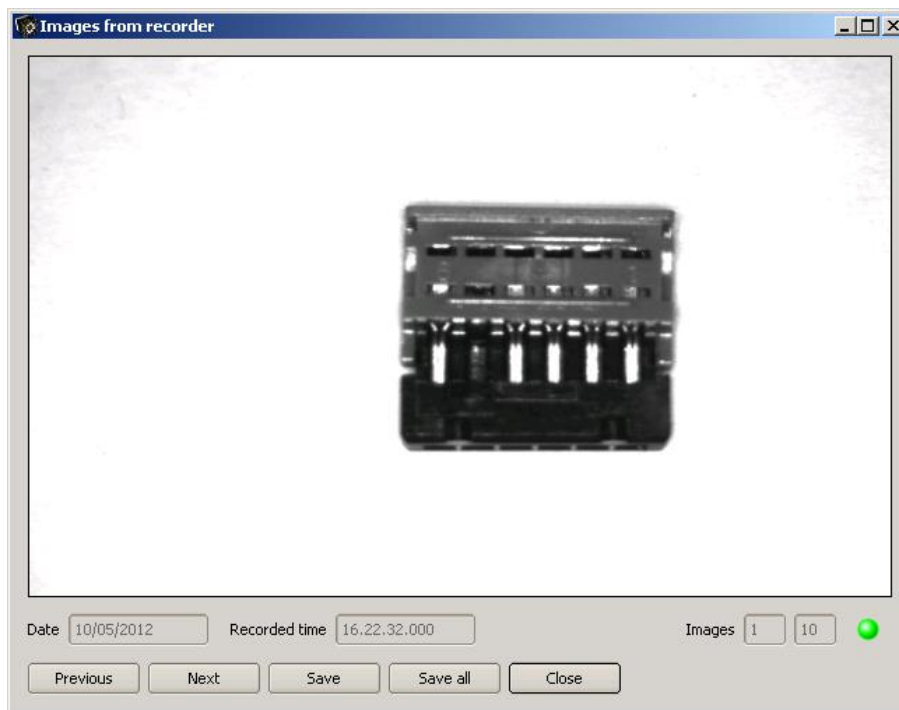 Images from recorder
Date 10/05/2012 Recorded time 16.22.32.000 Images 1 10
Previous Next Save Save all Close